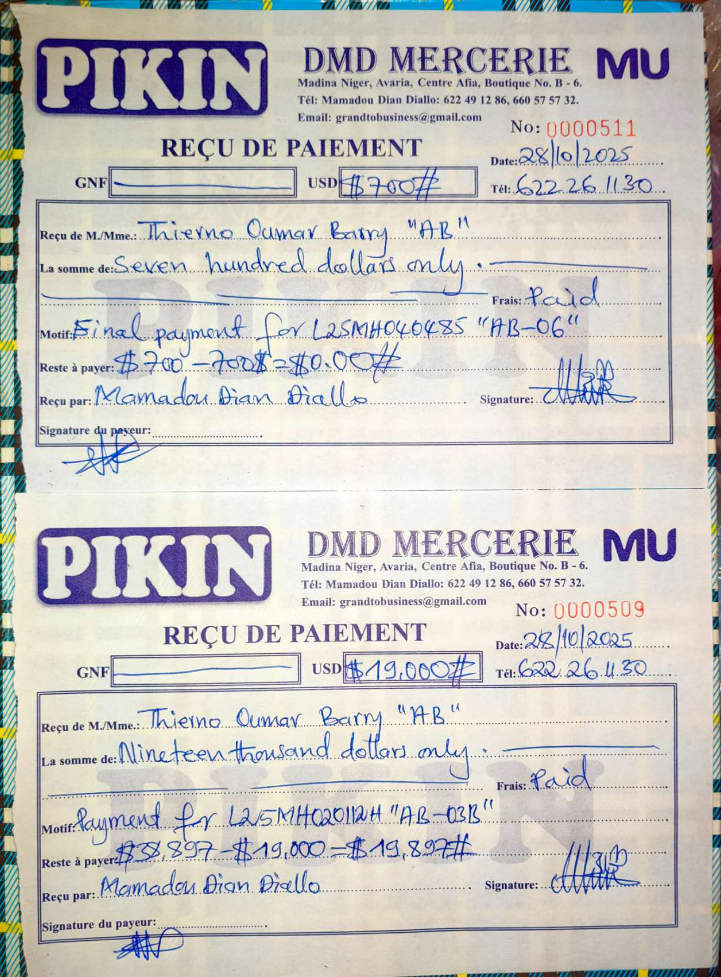 PIKIN
DMD MERCERIE MU
Madina Niger, Avaria, Centre Afia, Boutique No. B - 6.
Tél: Mamadou Dian Diallo: 622 49 12 86, 660 57 57 32.
Email: grandtobusiness@gmail.com
No: 0000511
REÇU DE PAIEMENT
Date: 28/10/2025
GNF USD $700#
Tél: 622 26 11 30
Reçu de M./Mme.: Thierno Oumar Barry "AB"
La somme de: Seven hundred dollars only.
Frais: Paid
Motif: Final payment for L25MH040485 "AB-06"
Reste à payer: $700 - 700$ = $0.00#
Reçu par: Mamadou Dian Diallo Signature:
Signature du payeur:
PIKIN
PIKIN
DMD MERCERIE MU
Madina Niger, Avaria, Centre Afia, Boutique No. B - 6.
Tél: Mamadou Dian Diallo: 622 49 12 86, 660 57 57 32.
Email: grandtobusiness@gmail.com
No: 0000509
REÇU DE PAIEMENT
Date: 28/10/2025
GNF USD $19,000#
Tél: 622 26 11 30
Reçu de M./Mme.: Thierno Oumar Barry "AB"
La somme de: Nineteen thousand dollars only.
Frais: Paid
Motif: Payment for L25MH020112H "AB-03B"
Reste à payer: $38,897 - $19,000 = $19,897#
Reçu par: Mamadou Dian Diallo Signature:
Signature du payeur:
PIKIN